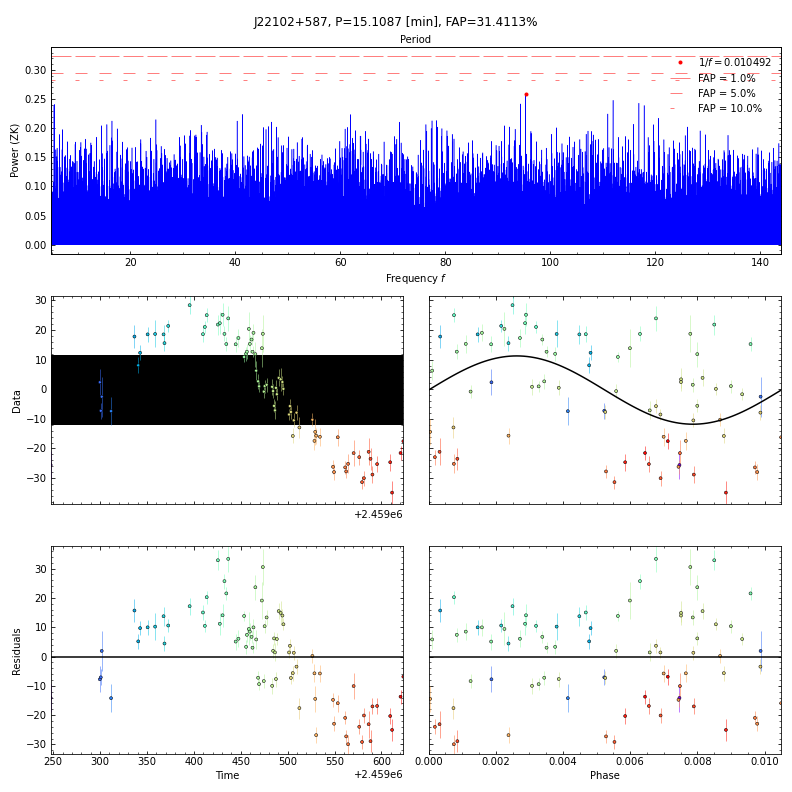 J22102+587, P=15.1087 [min], FAP=31.4113%
Period
Power (ZK)
0.30
0.25
0.20
0.15
0.10
0.05
0.00
1/f = 0.010492
FAP = 1.0%
FAP = 5.0%
FAP = 10.0%
20 40 60 80 100 120 140
Frequency f
Data
30
20
10
0
−10
−20
−30
+2.459e6
Residuals
30
20
10
0
−10
−20
−30
250 300 350 400 450 500 550 600
Time
+2.459e6
0.000 0.002 0.004 0.006 0.008 0.010
Phase